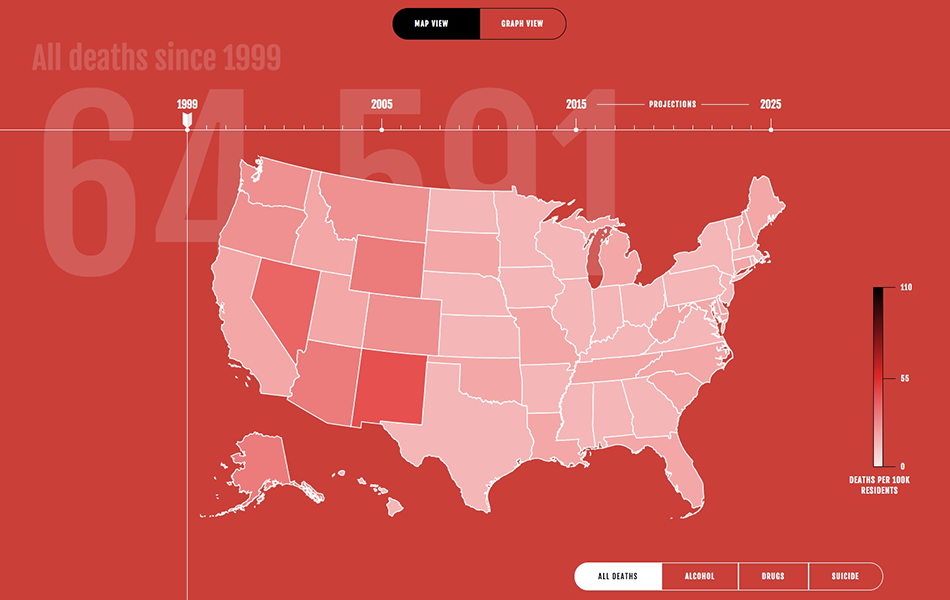 MAP VIEW
GRAPH VIEW
All deaths since 1999
64,591
1999
2005
2015
PROJECTIONS
2025
110
55
0
DEATHS PER 100K
RESIDENTS
ALL DEATHS
ALCOHOL
DRUGS
SUICIDE